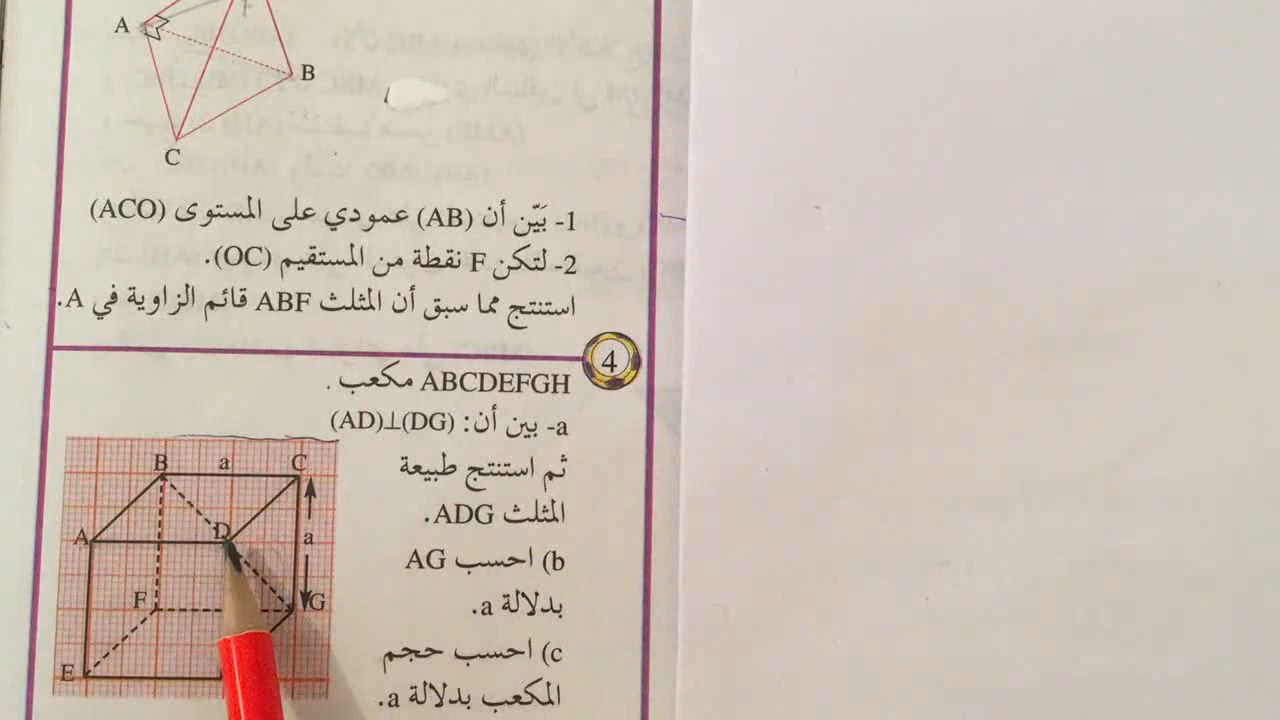 A
B
C
1- بَيّن أن (AB) عمودي على المستوى (ACO)
2- لتكن F نقطة من المستقيم (OC).
استنتج مما سبق أن المثلث ABF قائم الزاوية في A.
4
ABCDEFGH مكعب .
a- بين أن: (AD)⊥(DG)
ثم استنتج طبيعة
المثلث ADG.
b) احسب AG
بدلالة a.
c) احسب حجم
المكعب بدلالة a.
B a C
A D a
F G
E